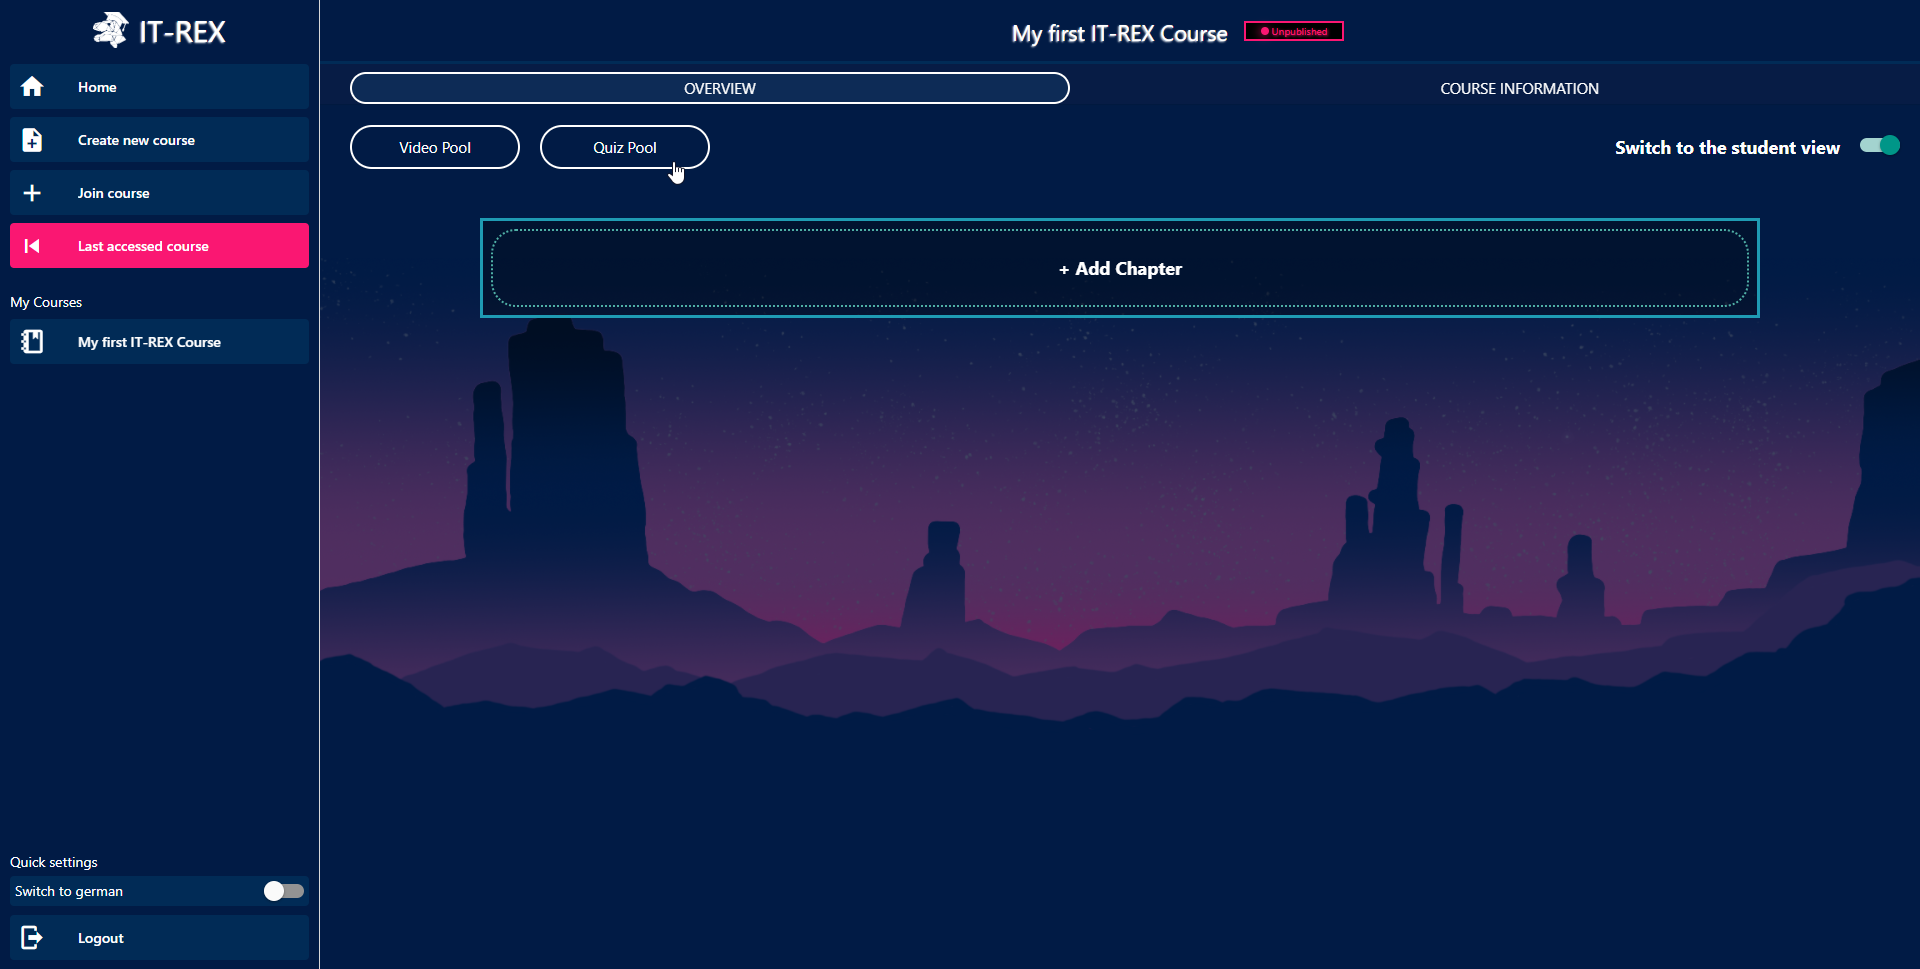 IT-REX
Home
Create new course
Join course
Last accessed course
My Courses
My first IT-REX Course
Quick settings
Switch to german
Logout
My first IT-REX Course
Unpublished
OVERVIEW
COURSE INFORMATION
Video Pool
Quiz Pool
Switch to the student view
+ Add Chapter